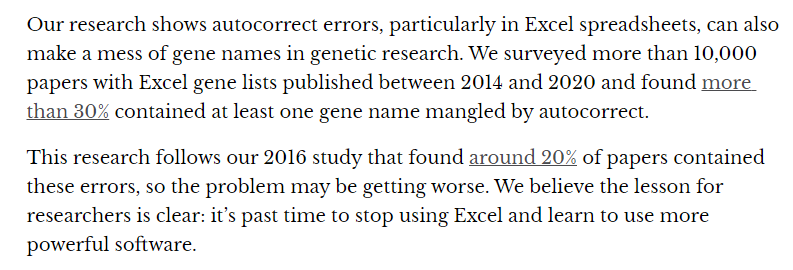 Our research shows autocorrect errors, particularly in Excel spreadsheets, can also
make a mess of gene names in genetic research. We surveyed more than 10,000
papers with Excel gene lists published between 2014 and 2020 and found more
than 30% contained at least one gene name mangled by autocorrect.
This research follows our 2016 study that found around 20% of papers contained
these errors, so the problem may be getting worse. We believe the lesson for
researchers is clear: it’s past time to stop using Excel and learn to use more
powerful software.